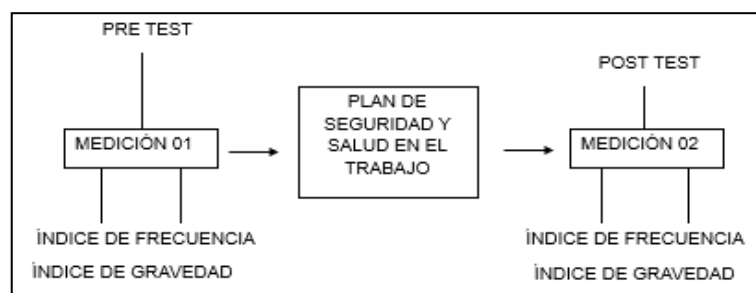 PRE TEST
MEDICIÓN 01
ÍNDICE DE FRECUENCIA
ÍNDICE DE GRAVEDAD
PLAN DE
SEGURIDAD Y
SALUD EN EL
TRABAJO
POST TEST
MEDICIÓN 02
ÍNDICE DE FRECUENCIA
ÍNDICE DE GRAVEDAD